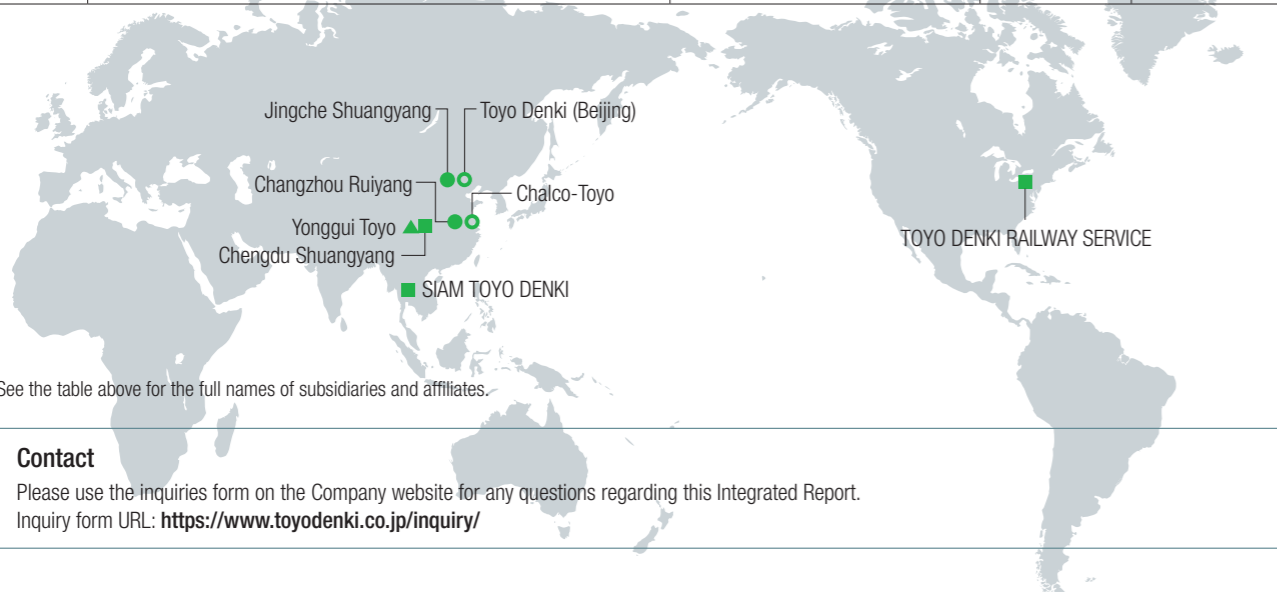 Jingche Shuangyang
Toyo Denki (Beijing)
Changzhou Ruiyang
Chalco-Toyo
Yonggui Toyo
Chengdu Shuangyang
TOYO DENKI RAILWAY SERVICE
SIAM TOYO DENKI
See the table above for the full names of subsidiaries and affiliates.
Contact
Please use the inquiries form on the Company website for any questions regarding this Integrated Report.
Inquiry form URL: https://www.toyodenki.co.jp/inquiry/